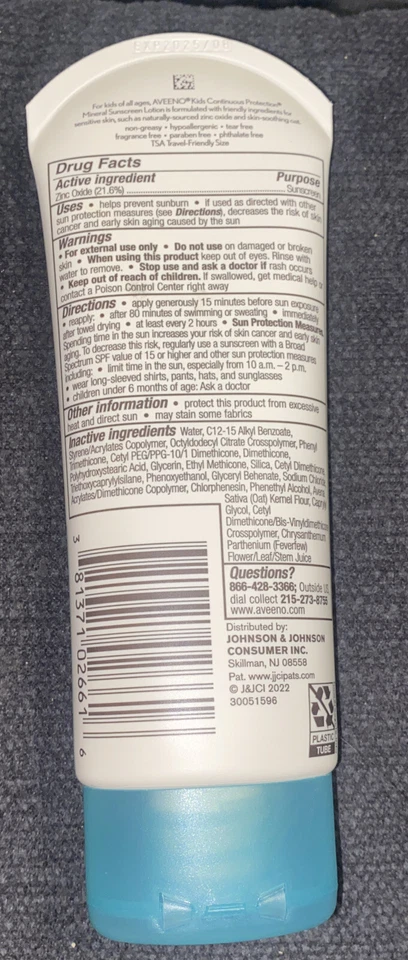 For kids of all ages, AVEENO® Kids Continuous Protection®
Mineral Sunscreen Lotion is formulated with friendly ingredients for
sensitive skin, such as naturally-sourced zinc oxide and skin-soothing oat.
non-greasy • hypoallergenic • tear free
fragrance free • paraben free • phthalate free
TSA Travel-Friendly Size
Drug Facts
Active ingredient Purpose
Zinc Oxide (21.6%) Sunscreen
Uses • helps prevent sunburn • if used as directed with other
sun protection measures (see Directions), decreases the risk of skin
cancer and early skin aging caused by the sun
Warnings
• For external use only • Do not use on damaged or broken
skin • When using this product keep out of eyes. Rinse with
water to remove. • Stop use and ask a doctor if rash occurs
• Keep out of reach of children. If swallowed, get medical help or
contact a Poison Control Center right away
Directions • apply generously 15 minutes before sun exposure
• reapply: • after 80 minutes of swimming or sweating • immediately
after towel drying • at least every 2 hours • Sun Protection Measures.
Spending time in the sun increases your risk of skin cancer and early skin
aging. To decrease this risk, regularly use a sunscreen with a Broad
Spectrum SPF value of 15 or higher and other sun protection measures
including: • limit time in the sun, especially from 10 a.m. – 2 p.m.
• wear long-sleeved shirts, pants, hats, and sunglasses
• children under 6 months of age: Ask a doctor
Other information • protect this product from excessive
heat and direct sun • may stain some fabrics
Inactive ingredients Water, C12-15 Alkyl Benzoate,
Styrene/Acrylates Copolymer, Octyldodecyl Citrate Crosspolymer, Phenyl
Trimethicone, Cetyl PEG/PPG-10/1 Dimethicone, Dimethicone,
Polyhydroxystearic Acid, Glycerin, Ethyl Methicone, Silica, Cetyl Dimethicone,
Triethoxycaprylylsilane, Phenoxyethanol, Glyceryl Behenate, Sodium Chloride,
Acrylates/Dimethicone Copolymer, Chlorphenesin, Phenethyl Alcohol, Avena
Sativa (Oat) Kernel Flour, Caprylyl
Glycol, Cetyl
Dimethicone/Bis-Vinyldimethicone
Crosspolymer, Chrysanthemum
Parthenium (Feverfew)
Flower/Leaf/Stem Juice
Questions?
866-428-3366; Outside US,
dial collect 215-273-8755
www.aveeno.com
Distributed by:
JOHNSON & JOHNSON
CONSUMER INC.
Skillman, NJ 08558
Pat. www.jjcipats.com
© J&JCI 2022
30051596
PLASTIC
TUBE
3 81371 02661 6